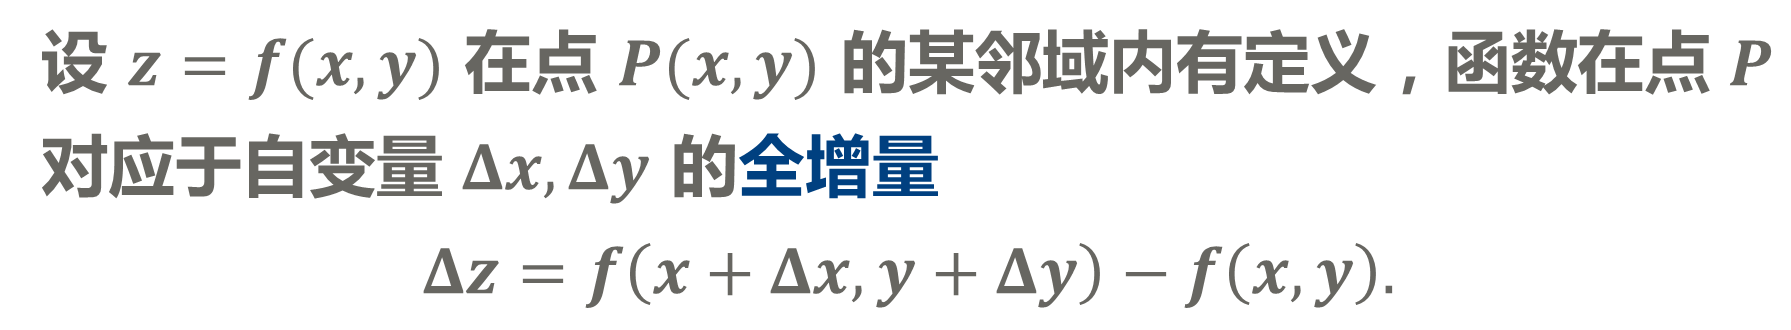 设 z = f(x, y) 在点 P(x, y) 的某邻域内有定义，函数在点 P
对应于自变量 Δx, Δy 的全增量
Δz = f(x + Δx, y + Δy) − f(x, y).